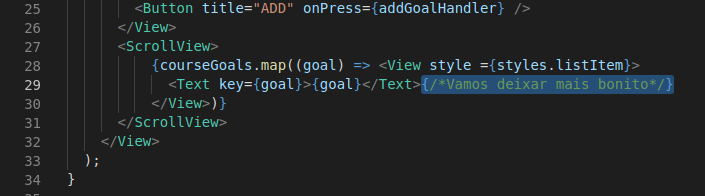 25 <Button title="ADD" onPress={addGoalHandler} />
26 </View>
27 <ScrollView>
28 {courseGoals.map((goal) => <View style ={styles.listItem}>
29 <Text key={goal}>{goal}</Text>{/*Vamos deixar mais bonito*/}
30 </View>)}
31 </ScrollView>
32 </View>
33 );
34 }